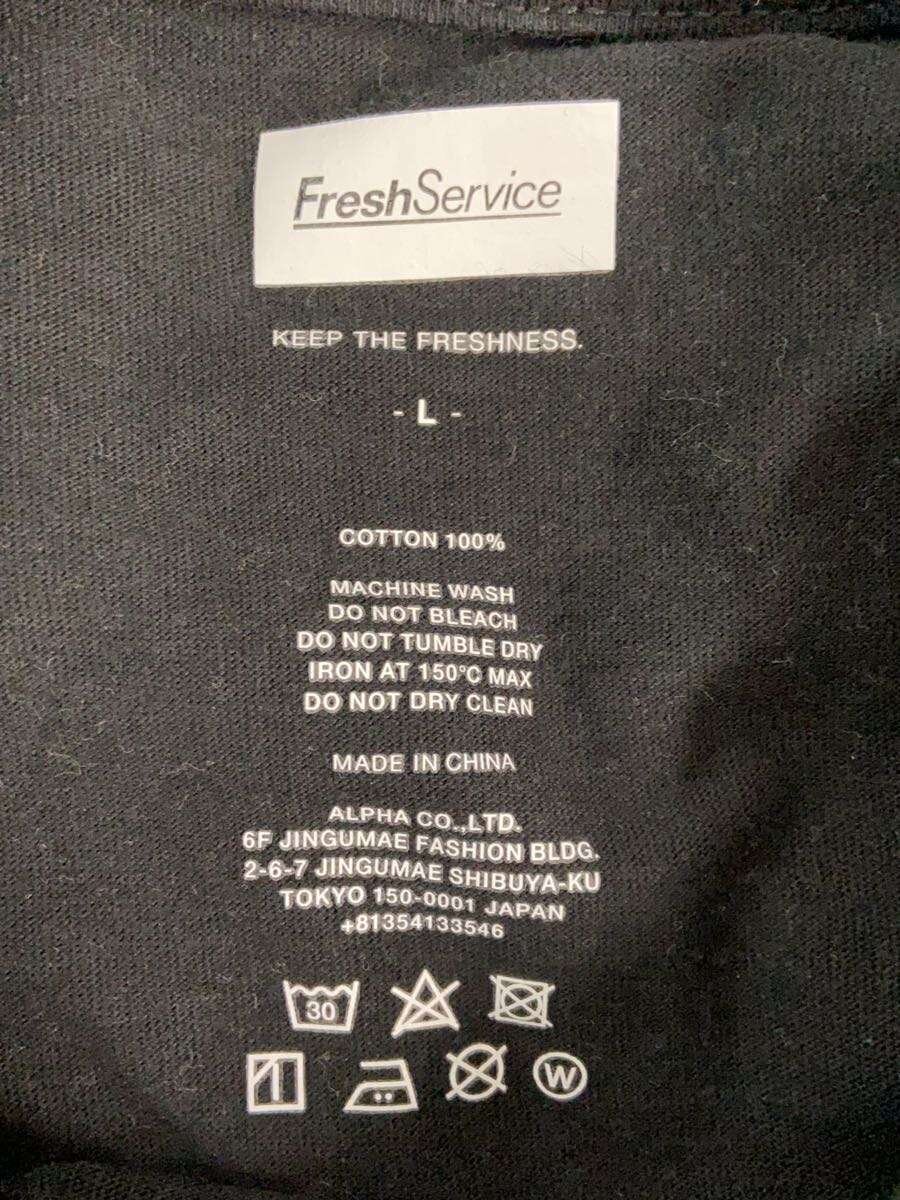 FreshService
KEEP THE FRESHNESS.
- L -
COTTON 100%
MACHINE WASH
DO NOT BLEACH
DO NOT TUMBLE DRY
IRON AT 150°C MAX
DO NOT DRY CLEAN
MADE IN CHINA
ALPHA CO.,LTD.
6F JINGUMAE FASHION BLDG.
2-6-7 JINGUMAE SHIBUYA-KU
TOKYO 150-0001 JAPAN
+81354133546
30
W